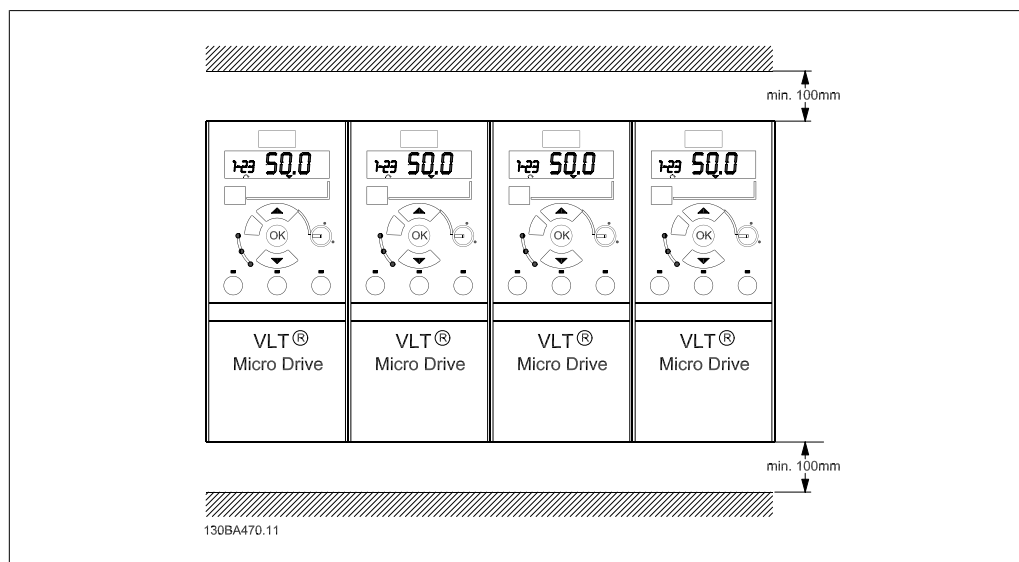 min. 100mm
1-23 50.0
1-23 50.0
1-23 50.0
1-23 50.0
OK
OK
OK
OK
VLT®
Micro Drive
VLT®
Micro Drive
VLT®
Micro Drive
VLT®
Micro Drive
min. 100mm
130BA470.11